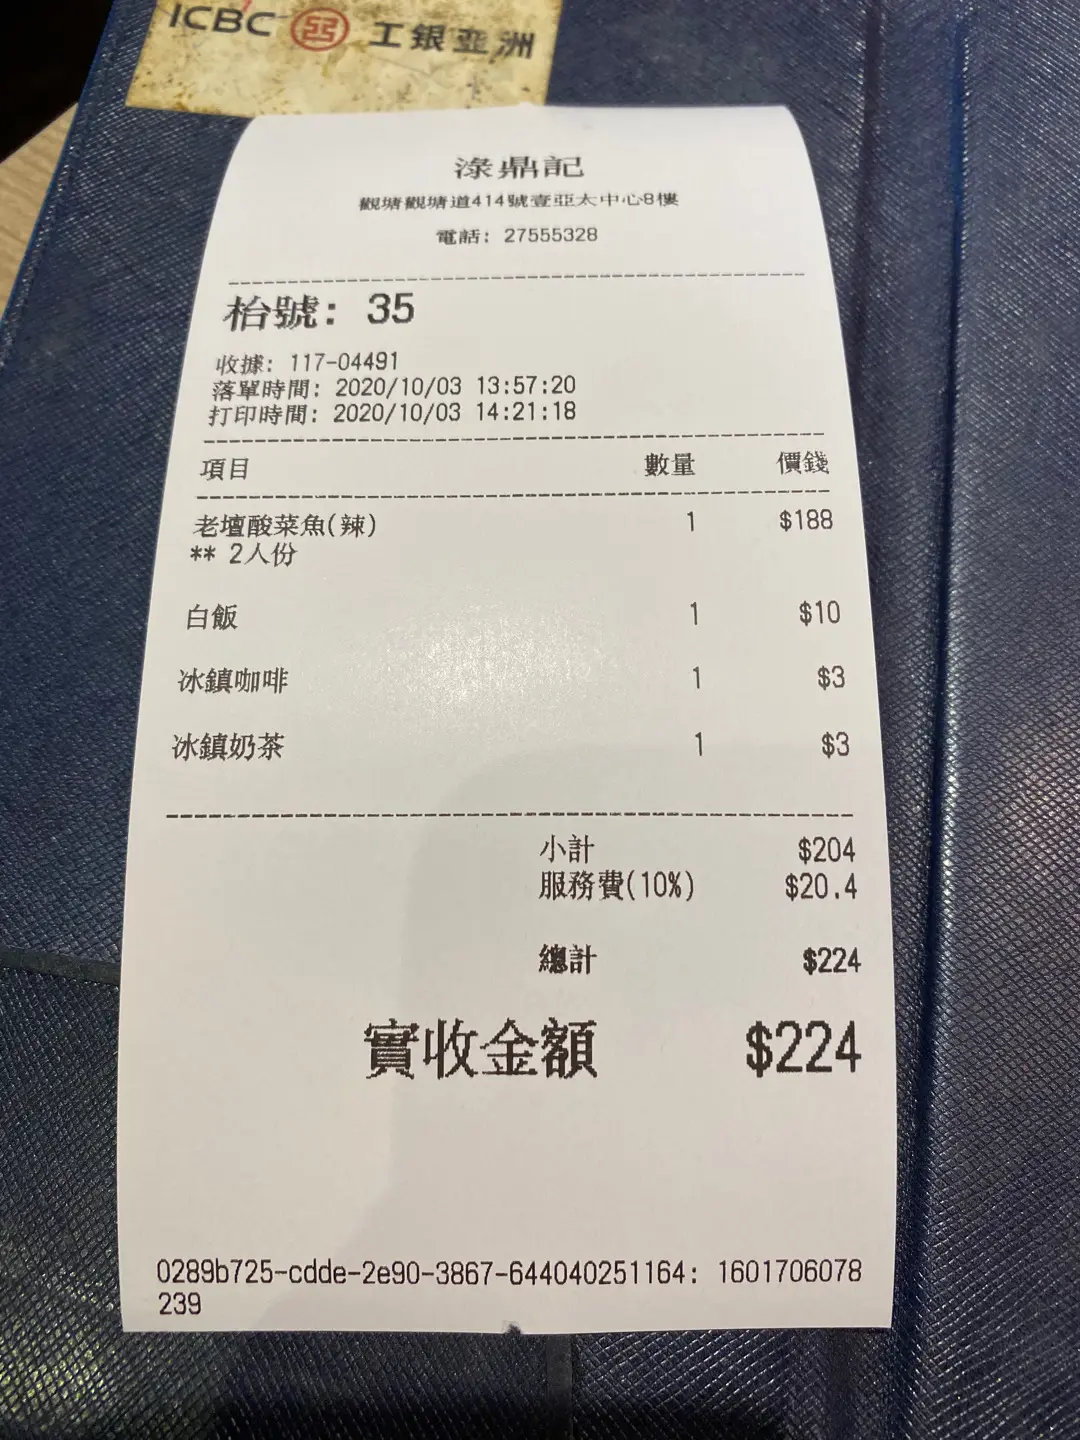 ICBC 工銀亞洲
淥鼎記
觀塘觀塘道414號壹亞太中心8樓
電話: 27555328
枱號: 35
收據: 117-04491
落單時間: 2020/10/03 13:57:20
打印時間: 2020/10/03 14:21:18
項目 數量 價錢
老壇酸菜魚(辣) 1 $188
** 2人份
白飯 1 $10
冰鎮咖啡 1 $3
冰鎮奶茶 1 $3
小計 $204
服務費(10%) $20.4
總計 $224
實收金額 $224
0289b725-cdde-2e90-3867-644040251164: 1601706078
239